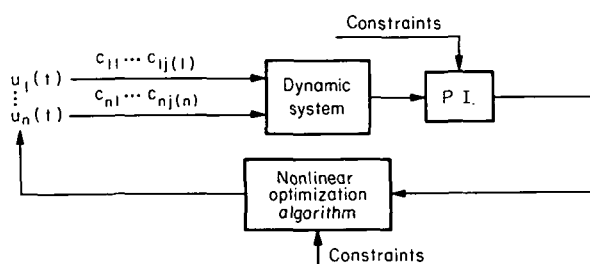 Constraints
u1(t) c11 ... c1j(1)
⋮
un(t) cn1 ... cnj(n)
Dynamic
system
P I.
Nonlinear
optimization
algorithm
Constraints